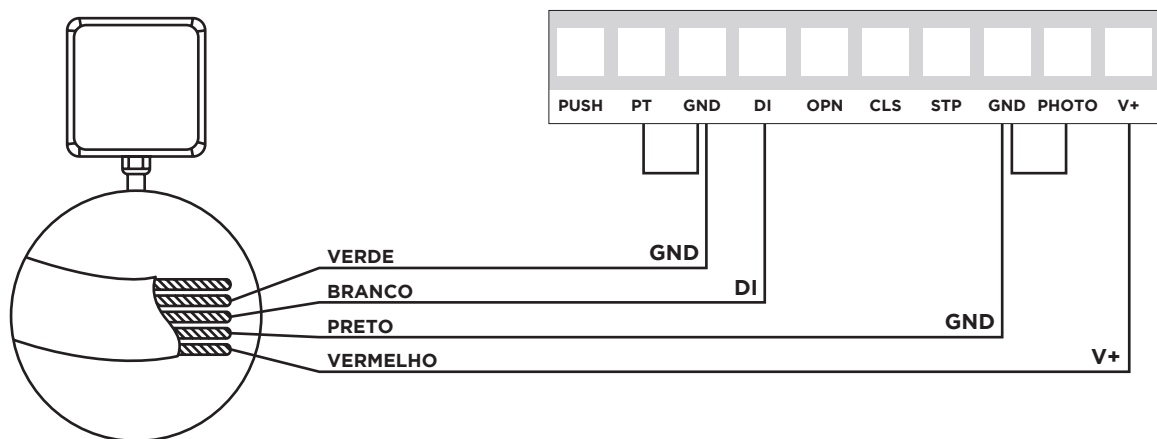 PUSH PT GND DI OPN CLS STP GND PHOTO V+
VERDE GND
BRANCO DI
PRETO GND
VERMELHO V+